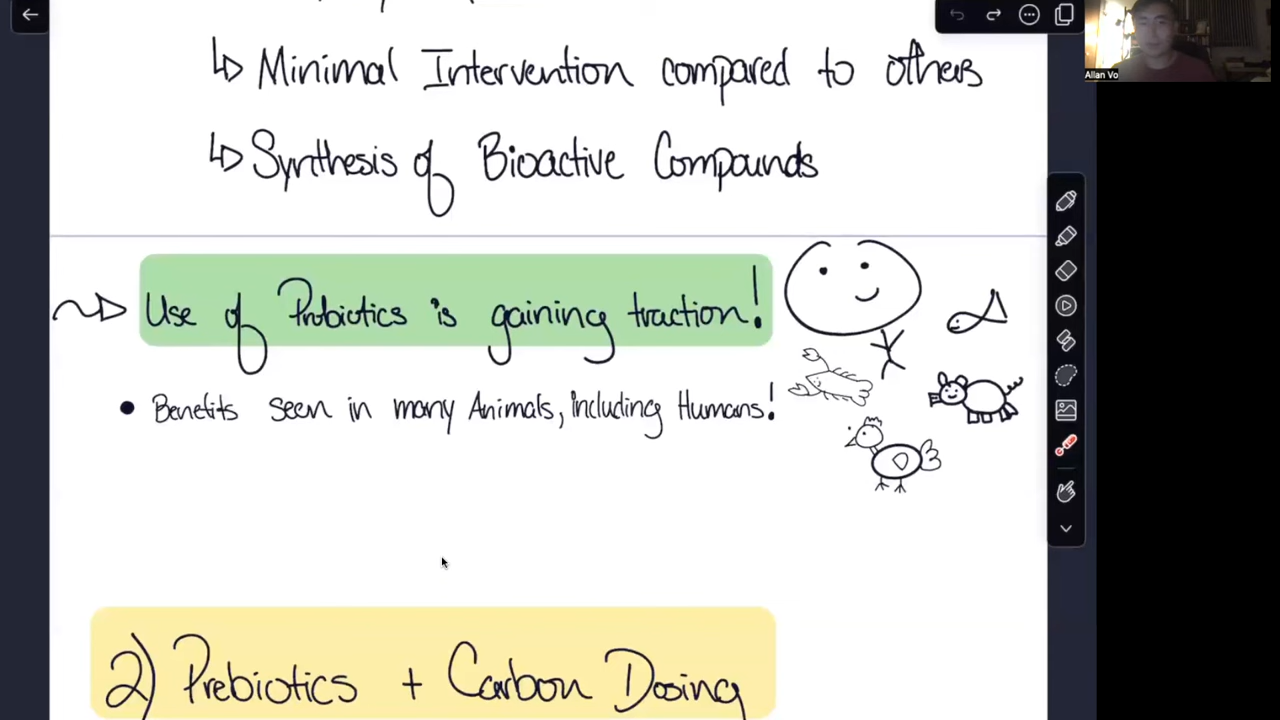 Minimal Intervention compared to others
Synthesis of Bioactive Compounds
Use of Probiotics is gaining traction!
• Benefits seen in many Animals, including Humans!
2) Prebiotics + Carbon Dosing
Allan Vo